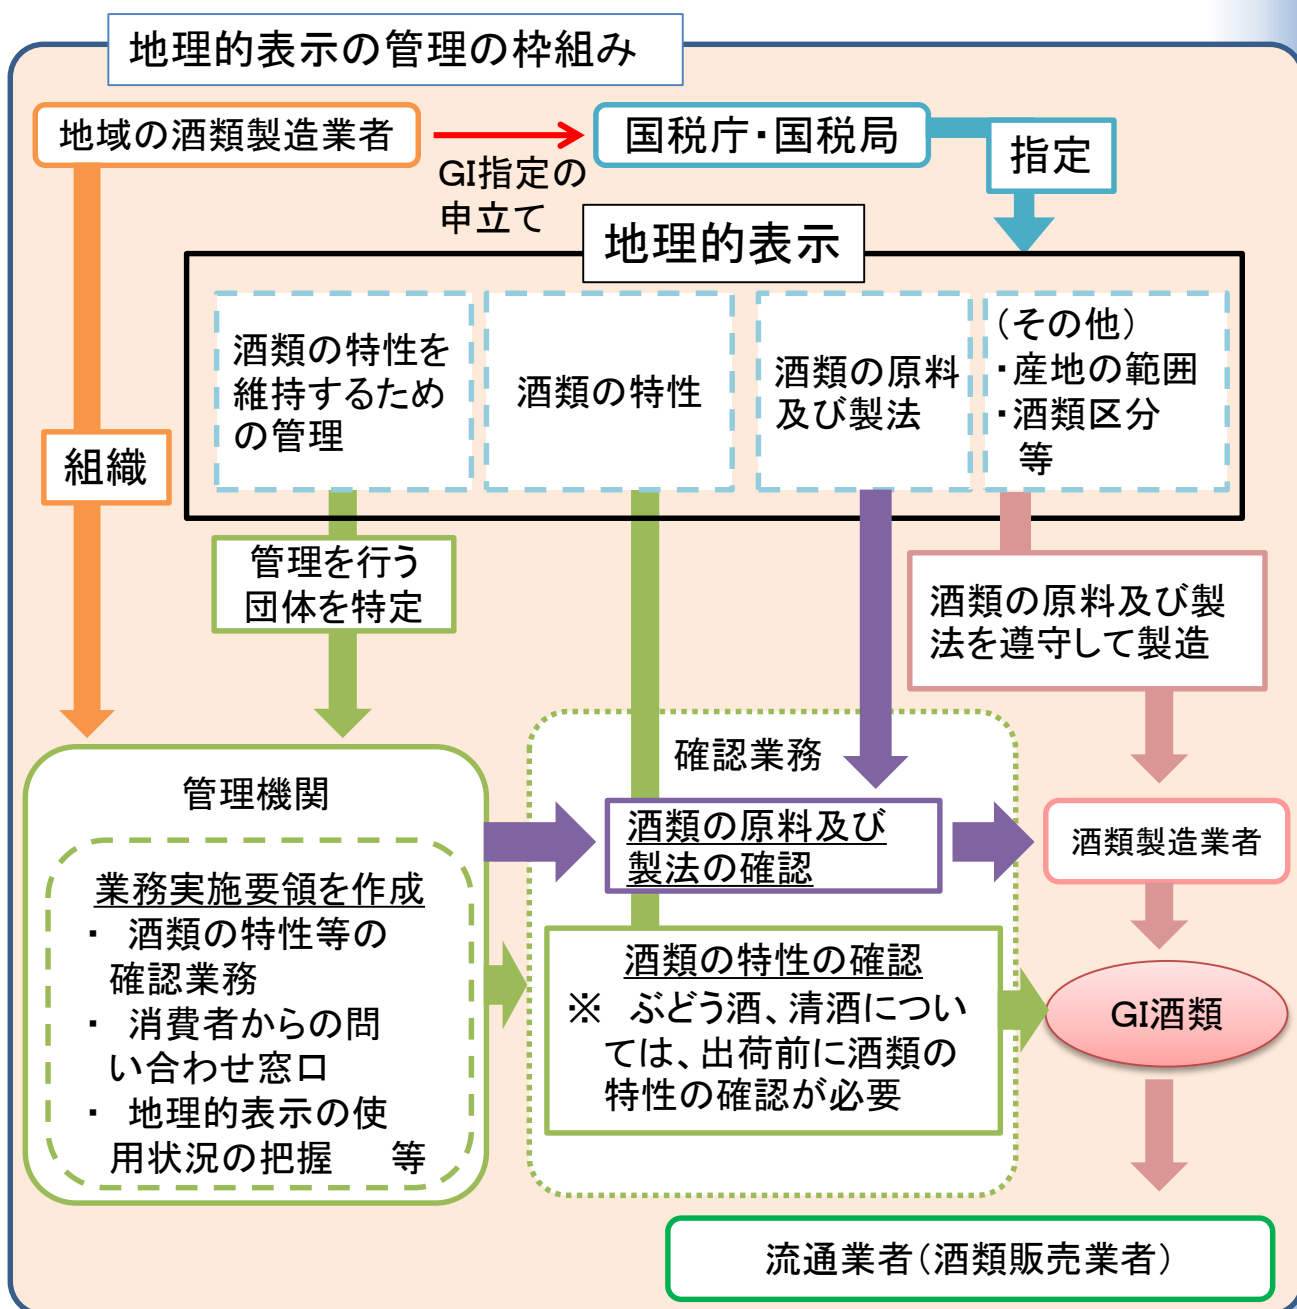 地理的表示の管理の枠組み
地域の酒類製造業者
国税庁・国税局
GI指定の
申立て
指定
地理的表示
酒類の特性を
維持するため
の管理
酒類の特性
酒類の原料
及び製法
(その他)
・産地の範囲
・酒類区分
等
組織
管理を行う
団体を特定
酒類の原料及び製
法を遵守して製造
管理機関
業務実施要領を作成
・ 酒類の特性等の
確認業務
・ 消費者からの問
い合わせ窓口
・ 地理的表示の使
用状況の把握 等
確認業務
酒類の原料及び
製法の確認
酒類の特性の確認
※ ぶどう酒、清酒につい
ては、出荷前に酒類の
特性の確認が必要
酒類製造業者
GI酒類
流通業者(酒類販売業者)